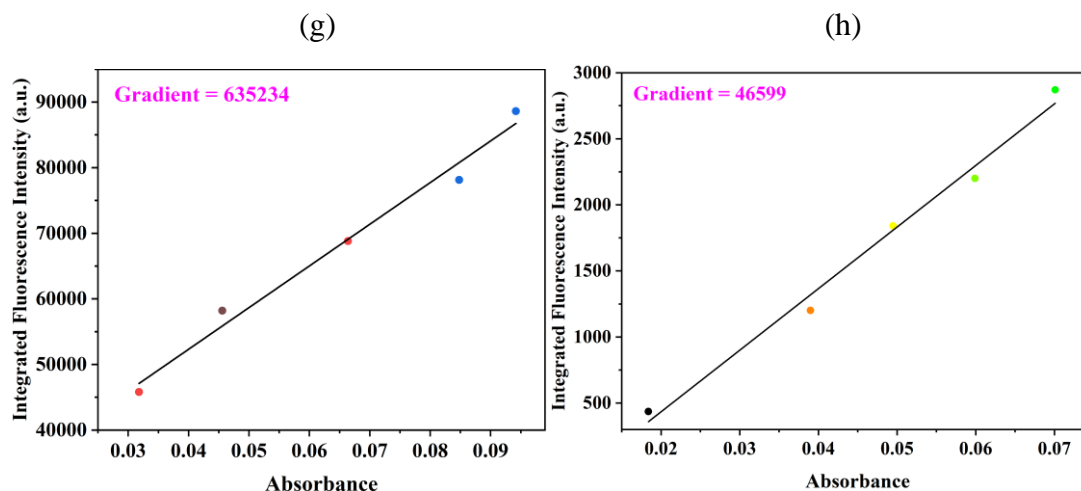 (g)
Gradient = 635234
Integrated Fluorescence Intensity (a.u.)
90000
80000
70000
60000
50000
40000
0.03 0.04 0.05 0.06 0.07 0.08 0.09
Absorbance
(h)
Gradient = 46599
Integrated Fluorescence Intensity (a.u.)
3000
2500
2000
1500
1000
500
0.02 0.03 0.04 0.05 0.06 0.07
Absorbance